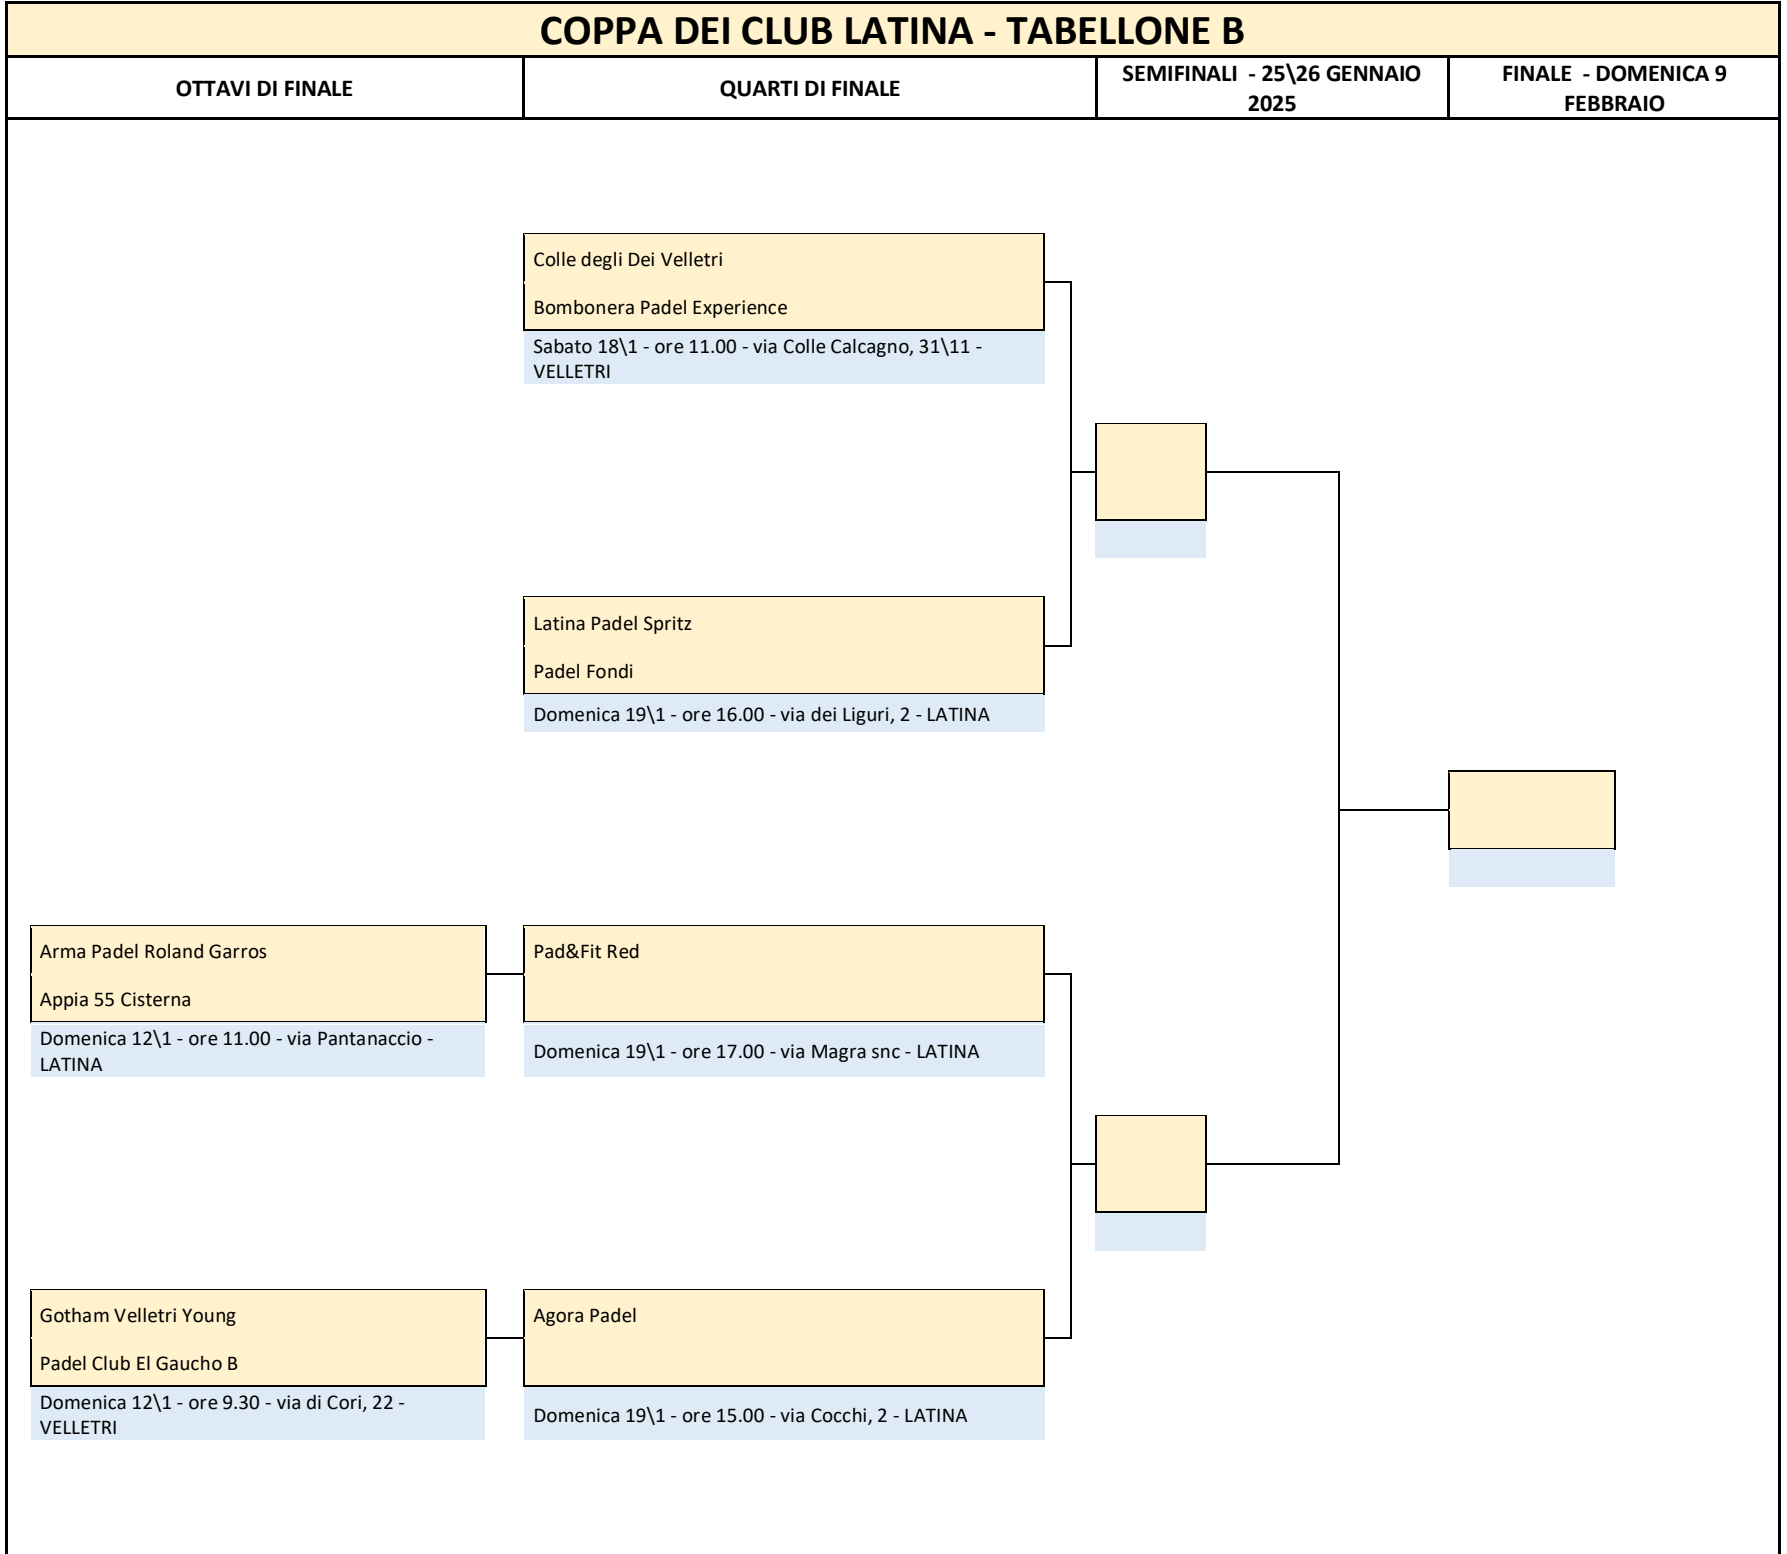 COPPA DEI CLUB LATINA - TABELLONE B
OTTAVI DI FINALE
QUARTI DI FINALE
SEMIFINALI - 25\26 GENNAIO
2025
FINALE - DOMENICA 9
FEBBRAIO
Colle degli Dei Velletri
Bombonera Padel Experience
Sabato 18\1 - ore 11.00 - via Colle Calcagno, 31\11 -
VELLETRI
Latina Padel Spritz
Padel Fondi
Domenica 19\1 - ore 16.00 - via dei Liguri, 2 - LATINA
Arma Padel Roland Garros
Appia 55 Cisterna
Domenica 12\1 - ore 11.00 - via Pantanaccio -
LATINA
Pad&Fit Red
Domenica 19\1 - ore 17.00 - via Magra snc - LATINA
Gotham Velletri Young
Padel Club El Gaucho B
Domenica 12\1 - ore 9.30 - via di Cori, 22 -
VELLETRI
Agora Padel
Domenica 19\1 - ore 15.00 - via Cocchi, 2 - LATINA